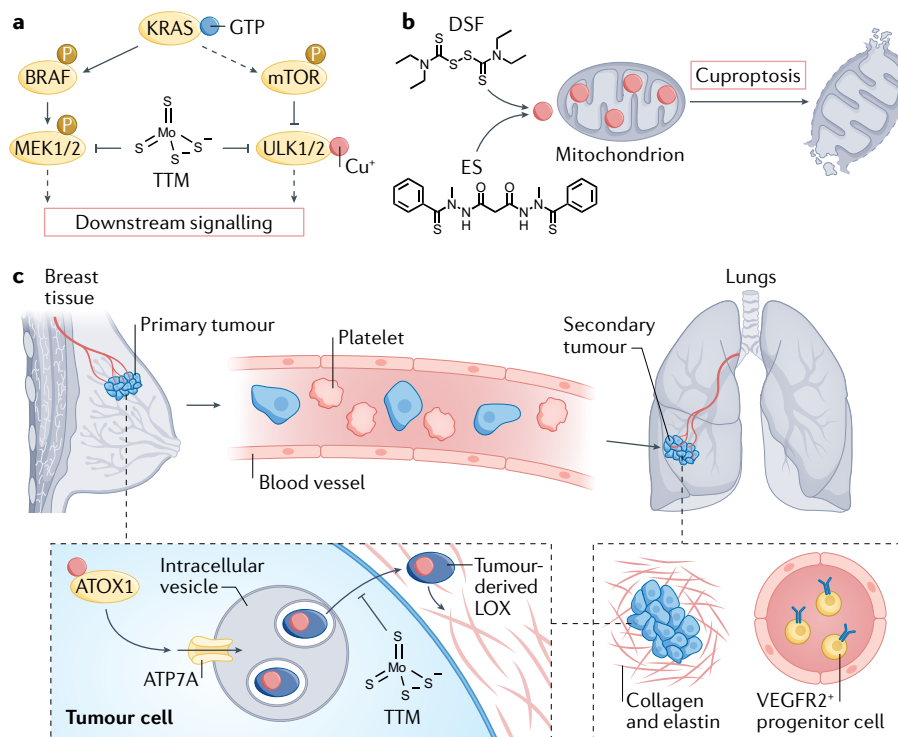 a
KRAS
GTP
P
P
BRAF
mTOR
P
S
Mo
S
S
S
−
−
MEK1/2
ULK1/2
TTM
Cu⁺
Downstream signalling
b
DSF
S
N
S
S
N
S
Cuproptosis
Mitochondrion
ES
N
N
H
O
O
N
H
N
S
S
c
Breast
tissue
Primary tumour
Platelet
Blood vessel
Lungs
Secondary
tumour
ATOX1
Intracellular
vesicle
ATP7A
Tumour-
derived
LOX
S
Mo
S
S
S
−
−
TTM
Tumour cell
Collagen
and elastin
VEGFR2⁺
progenitor cell